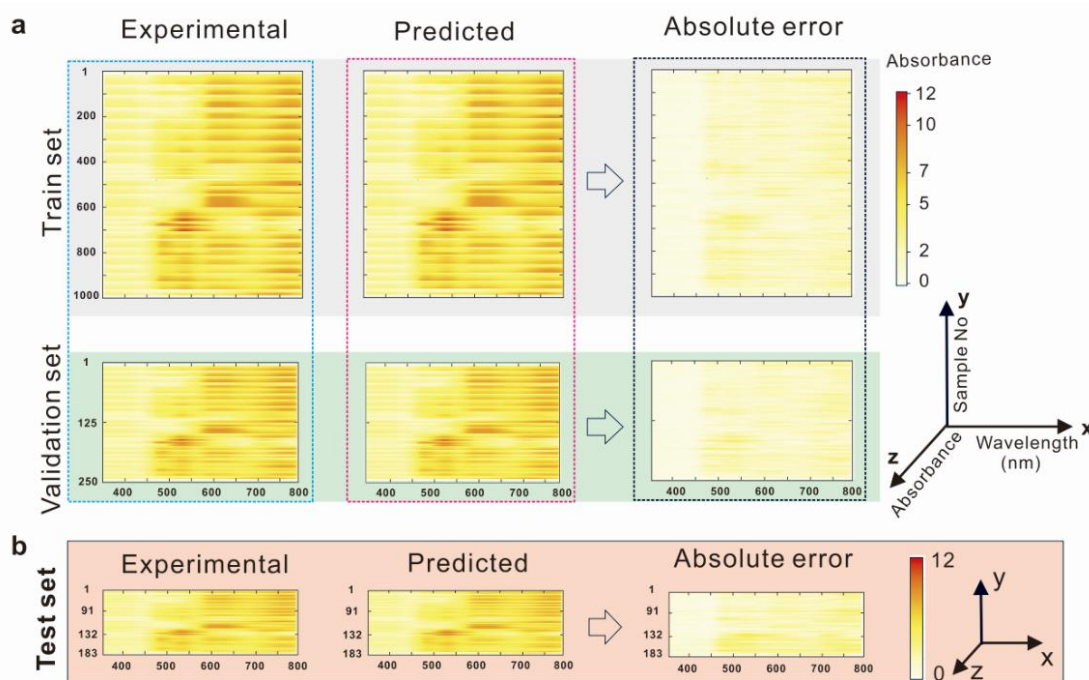 a
Experimental
Predicted
Absolute error
Absorbance
12
10
7
5
2
0
Train set
1
200
400
600
800
1000
y
Sample No
x
Wavelength
(nm)
z
Absorbance
Validation set
1
125
250
400 500 600 700 800
400 500 600 700 800
400 500 600 700 800
b
Test set
Experimental
Predicted
Absolute error
12
0
y
x
z
1
91
132
183
400 500 600 700 800
1
91
132
183
400 500 600 700 800
1
91
132
183
400 500 600 700 800